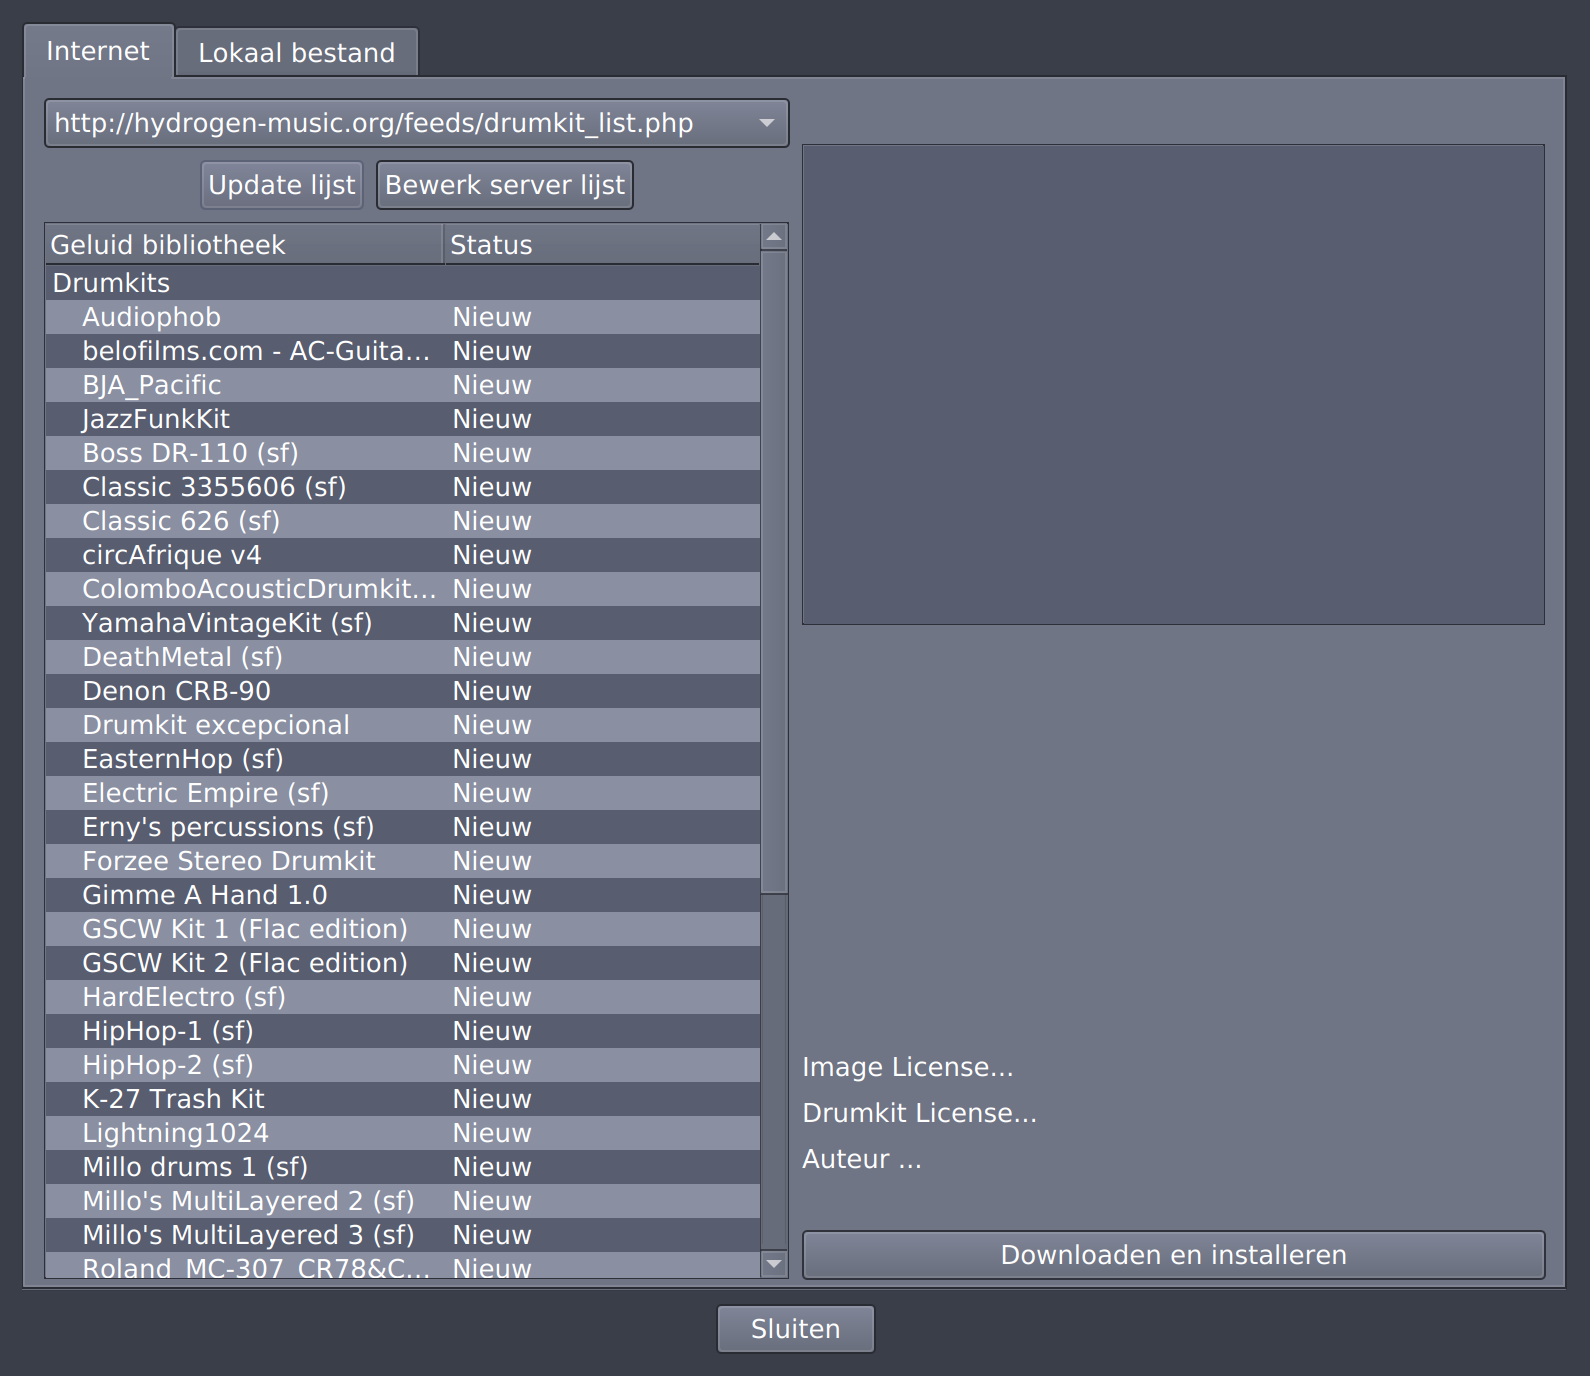 Internet Lokaal bestand
http://hydrogen-music.org/feeds/drumkit_list.php
Update lijst Bewerk server lijst
Geluid bibliotheek Status
Drumkits
Audiophob Nieuw
belofilms.com - AC-Guita... Nieuw
BJA_Pacific Nieuw
JazzFunkKit Nieuw
Boss DR-110 (sf) Nieuw
Classic 3355606 (sf) Nieuw
Classic 626 (sf) Nieuw
circAfrique v4 Nieuw
ColomboAcousticDrumkit... Nieuw
YamahaVintageKit (sf) Nieuw
DeathMetal (sf) Nieuw
Denon CRB-90 Nieuw
Drumkit excepcional Nieuw
EasternHop (sf) Nieuw
Electric Empire (sf) Nieuw
Erny's percussions (sf) Nieuw
Forzee Stereo Drumkit Nieuw
Gimme A Hand 1.0 Nieuw
GSCW Kit 1 (Flac edition) Nieuw
GSCW Kit 2 (Flac edition) Nieuw
HardElectro (sf) Nieuw
HipHop-1 (sf) Nieuw
HipHop-2 (sf) Nieuw
K-27 Trash Kit Nieuw
Lightning1024 Nieuw
Millo drums 1 (sf) Nieuw
Millo's MultiLayered 2 (sf) Nieuw
Millo's MultiLayered 3 (sf) Nieuw
Roland_MC-307_CR78&C... Nieuw
Image License...
Drumkit License...
Auteur ...
Downloaden en installeren
Sluiten